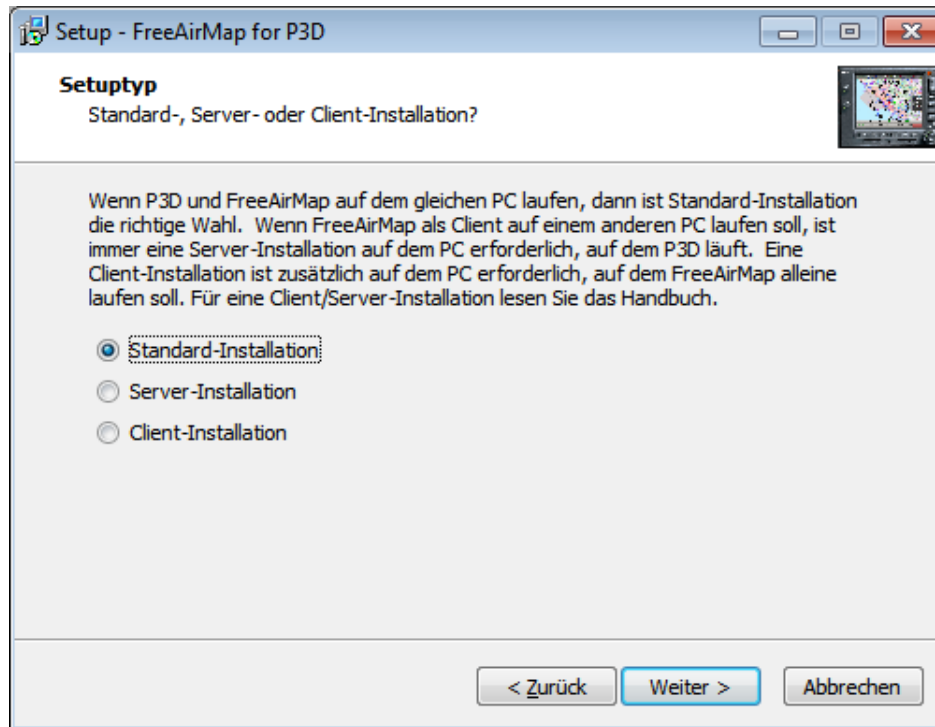 Setup - FreeAirMap for P3D
Setuptyp
Standard-, Server- oder Client-Installation?
Wenn P3D und FreeAirMap auf dem gleichen PC laufen, dann ist Standard-Installation
die richtige Wahl.  Wenn FreeAirMap als Client auf einem anderen PC laufen soll, ist
immer eine Server-Installation auf dem PC erforderlich, auf dem P3D läuft.  Eine
Client-Installation ist zusätzlich auf dem PC erforderlich, auf dem FreeAirMap alleine
laufen soll. Für eine Client/Server-Installation lesen Sie das Handbuch.
Standard-Installation
Server-Installation
Client-Installation
< Zurück Weiter > Abbrechen